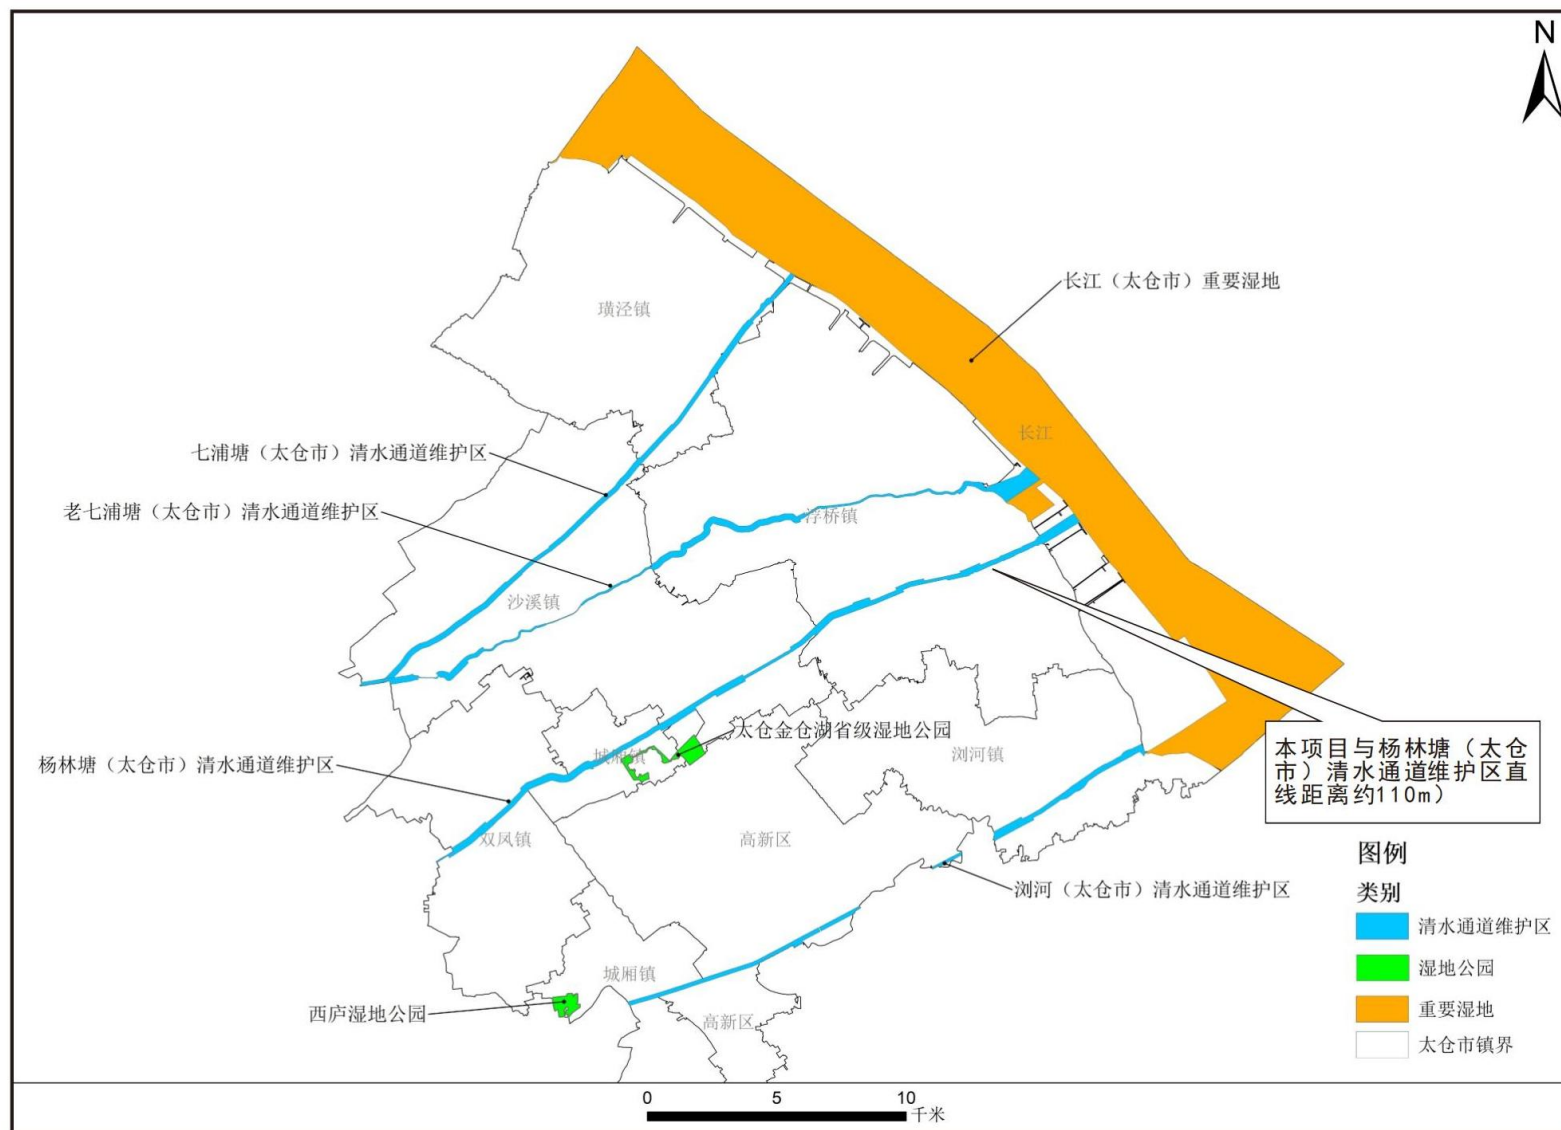 N
长江（太仓市）重要湿地
璜泾镇
长江
七浦塘（太仓市）清水通道维护区
老七浦塘（太仓市）清水通道维护区
浮桥镇
沙溪镇
太仓金仓湖省级湿地公园
城厢镇
浏河镇
杨林塘（太仓市）清水通道维护区
本项目与杨林塘（太仓
市）清水通道维护区直
线距离约110m）
双凤镇
高新区
浏河（太仓市）清水通道维护区
城厢镇
西庐湿地公园
高新区
图例
类别
清水通道维护区
湿地公园
重要湿地
太仓市镇界
0 5 10
千米